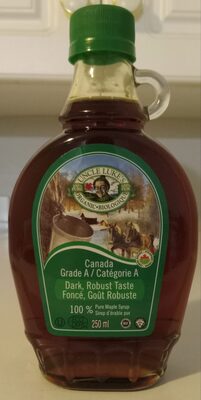 UNCLE LUKE'S
ORGANIC • BIOLOGIQUE
Canada
Grade A / Catégorie A
Dark, Robust Taste
Foncé, Goût Robuste
100 % Pure Maple Syrup
Sirop d'érable pur
250 ml